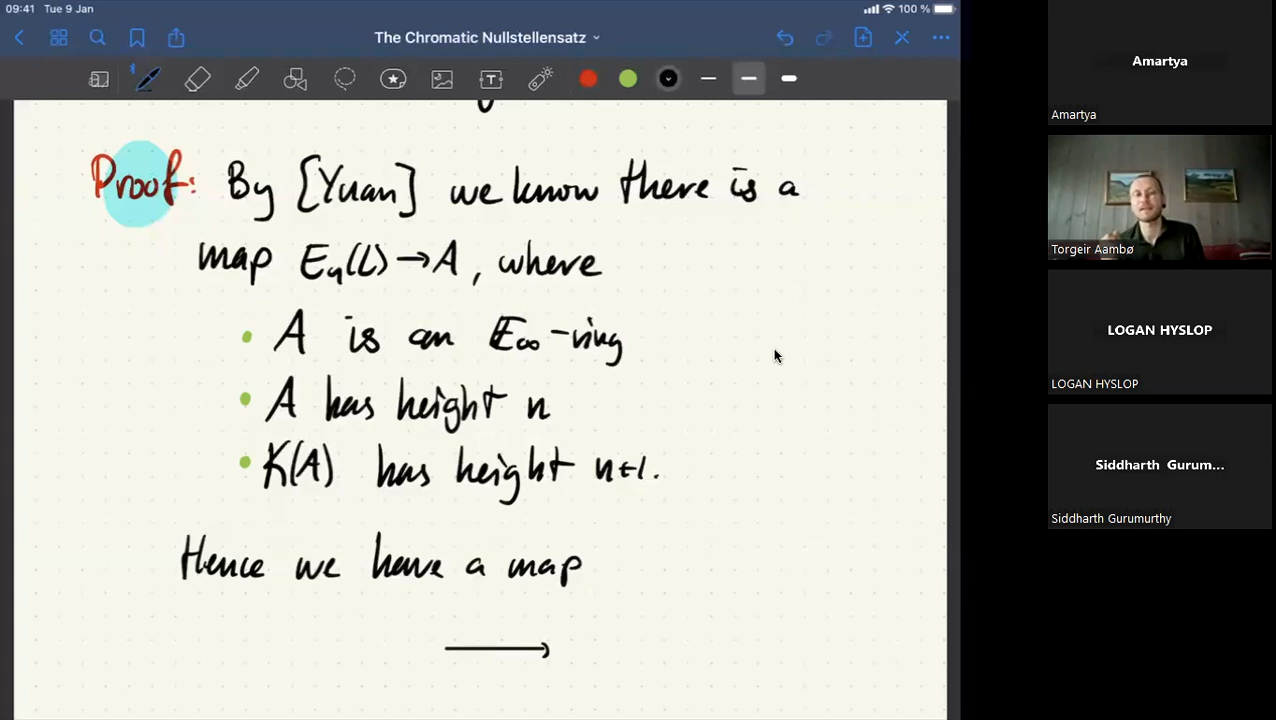 09:41 Tue 9 Jan
100 %
The Chromatic Nullstellensatz
Proof: By [Yuan] we know there is a
map Eₙ(L) → A, where
• A is an E∞-ring
• A has height n
• K(A) has height n+1.
Hence we have a map
⟶
Amartya
Amartya
Torgeir Aambø
LOGAN HYSLOP
LOGAN HYSLOP
Siddharth Gurum...
Siddharth Gurumurthy